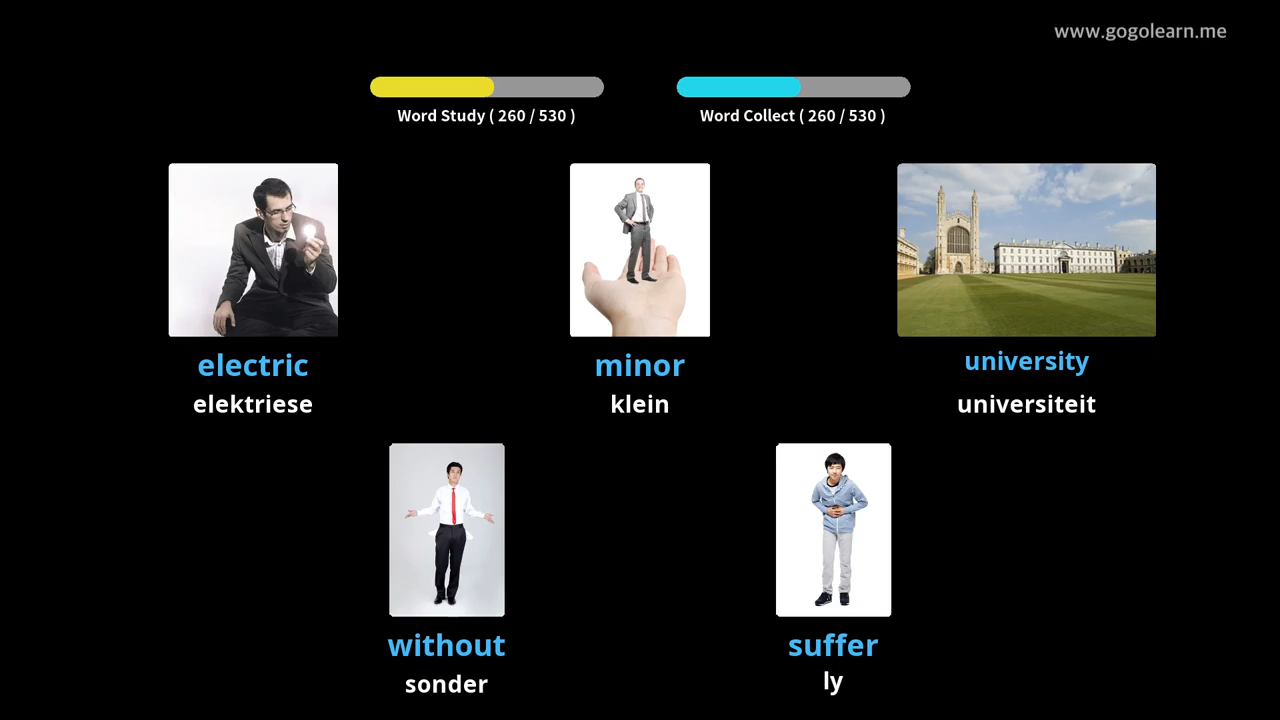 www.gogolearn.me
Word Study ( 260 / 530 )
Word Collect ( 260 / 530 )
electric
elektriese
minor
klein
university
universiteit
without
sonder
suffer
ly